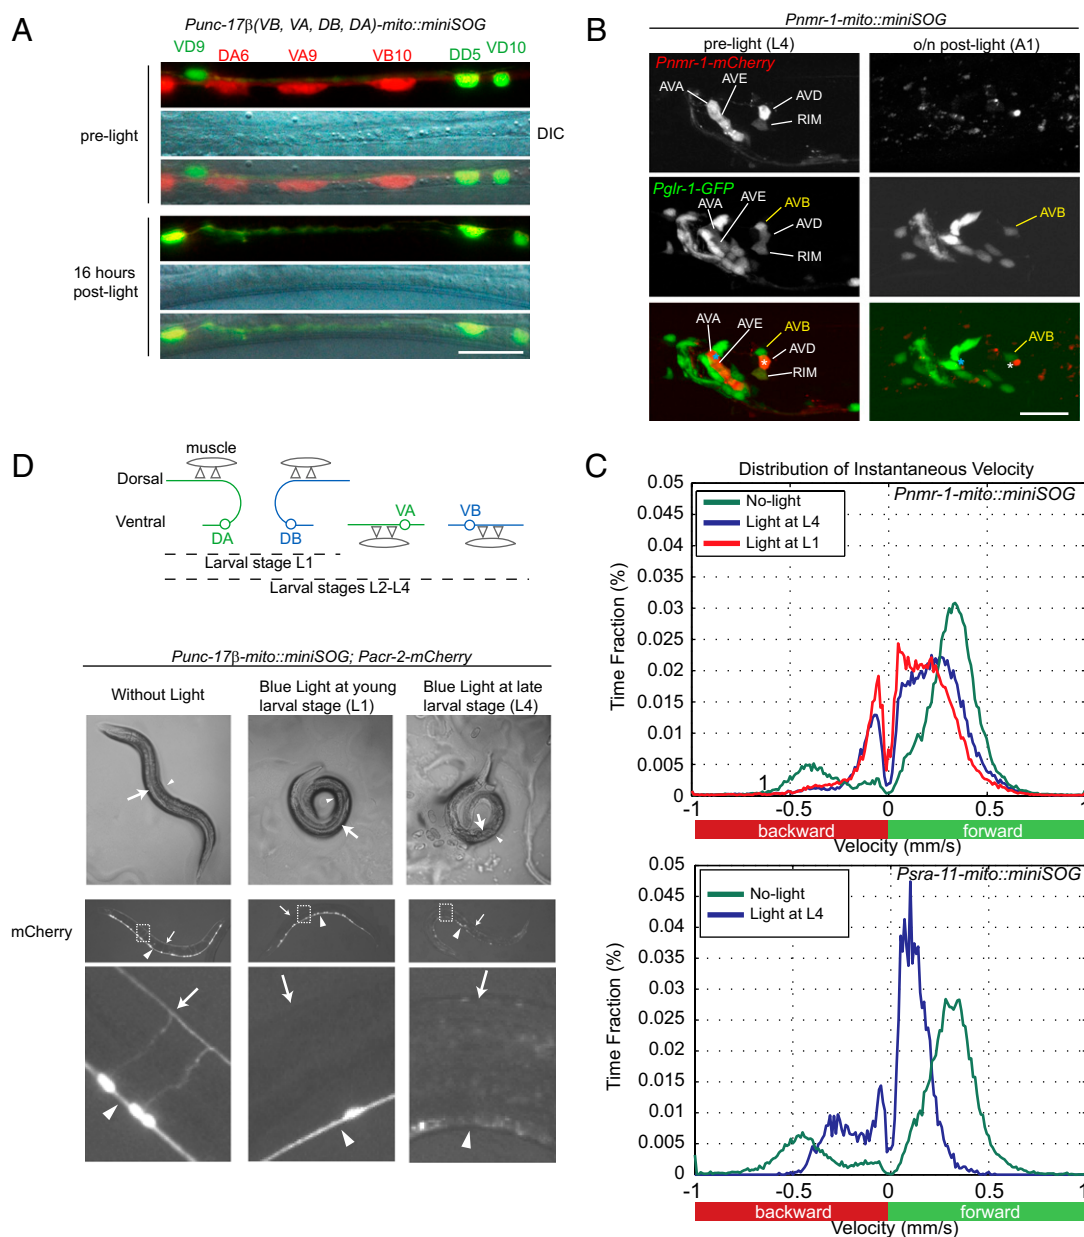 A
Punc-17β(VB, VA, DB, DA)-mito::miniSOG
VD9
DA6
VA9
VB10
DD5
VD10
pre-light
DIC
16 hours
post-light
B
Pnmr-1-mito::miniSOG
pre-light (L4)
o/n post-light (A1)
Pnmr-1-mCherry
AVA
AVE
AVD
RIM
Pglr-1-GFP
AVA
AVE
AVB
AVD
RIM
AVB
AVA
AVE
AVB
AVD
RIM
AVB
*
*
*
*
D
muscle
Dorsal
Ventral
DA
DB
VA
VB
Larval stage L1
Larval stages L2-L4
Punc-17β-mito::miniSOG; Pacr-2-mCherry
Without Light
Blue Light at young
larval stage (L1)
Blue Light at late
larval stage (L4)
mCherry
C
Distribution of Instantaneous Velocity
Pnmr-1-mito::miniSOG
No-light
Light at L4
Light at L1
Time Fraction (%)
0.05
0.045
0.04
0.035
0.03
0.025
0.02
0.015
0.01
0.005
0
1
-1
-0.5
0
0.5
1
backward
forward
Velocity (mm/s)
Psra-11-mito::miniSOG
No-light
Light at L4
Time Fraction (%)
0.05
0.045
0.04
0.035
0.03
0.025
0.02
0.015
0.01
0.005
0
-1
-0.5
0
0.5
1
backward
forward
Velocity (mm/s)